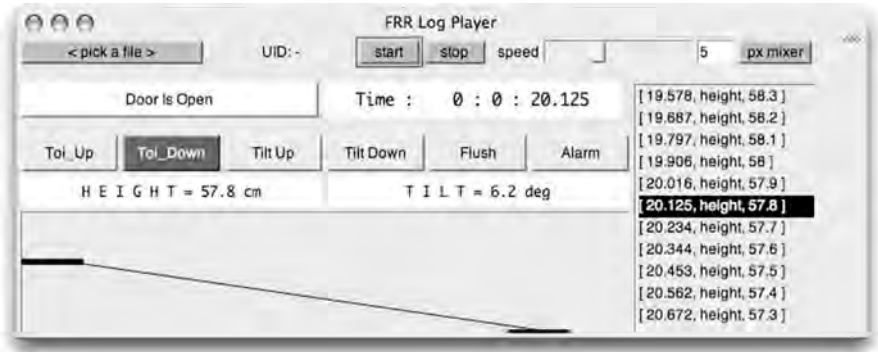 FRR Log Player
< pick a file > UID: - start stop speed 5 px mixer
Door Is Open Time : 0 : 0 : 20.125
Toi_Up Toi_Down Tilt Up Tilt Down Flush Alarm
H E I G H T = 57.8 cm T I L T = 6.2 deg
[ 19.578, height, 58.3 ]
[ 19.687, height, 58.2 ]
[ 19.797, height, 58.1 ]
[ 19.906, height, 58 ]
[ 20.016, height, 57.9 ]
[ 20.125, height, 57.8 ]
[ 20.234, height, 57.7 ]
[ 20.344, height, 57.6 ]
[ 20.453, height, 57.5 ]
[ 20.562, height, 57.4 ]
[ 20.672, height, 57.3 ]